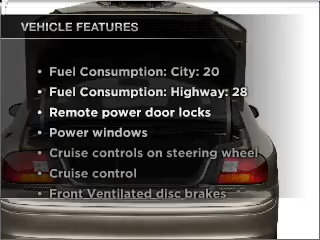 VEHICLE FEATURES
• Fuel Consumption: City: 20
• Fuel Consumption: Highway: 28
• Remote power door locks
• Power windows
• Cruise controls on steering wheel
• Cruise control
• Front Ventilated disc brakes